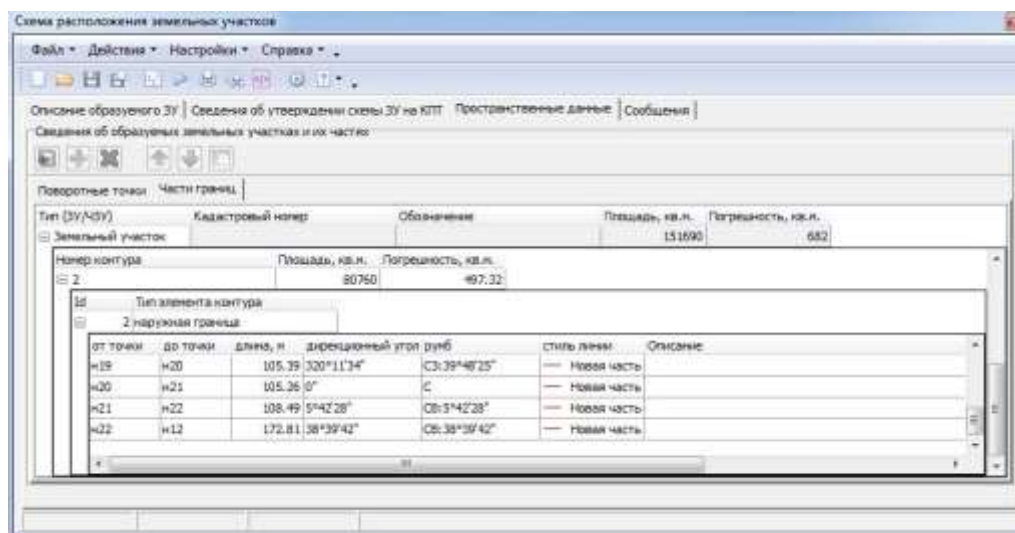 Схема расположения земельных участков
Файл Действия Настройки Справка
Описание образуемого ЗУ Сведения об утверждении схемы ЗУ на КПТ Пространственные данные Сообщения
Сведения об образуемых земельных участках и их частях
Поворотные точки Части границ
Тип (ЗУ/ЧЗУ) Кадастровый номер Обозначение Площадь, кв.м. Погрешность, кв.м.
Земельный участок 151690 682
Номер контура Площадь, кв.м. Погрешность, кв.м.
2 80760 497.32
Id Тип элемента контура
2 наружная граница
от точки до точки длина, м дирекционный угол румб стиль линии Описание
н19 н20 105.39 320°11'34" СЗ:39°48'25" Новая часть
н20 н21 105.26 0° С Новая часть
н21 н22 108.49 5°42'28" СВ:5°42'28" Новая часть
н22 н12 172.81 38°39'42" СВ:38°39'42" Новая часть